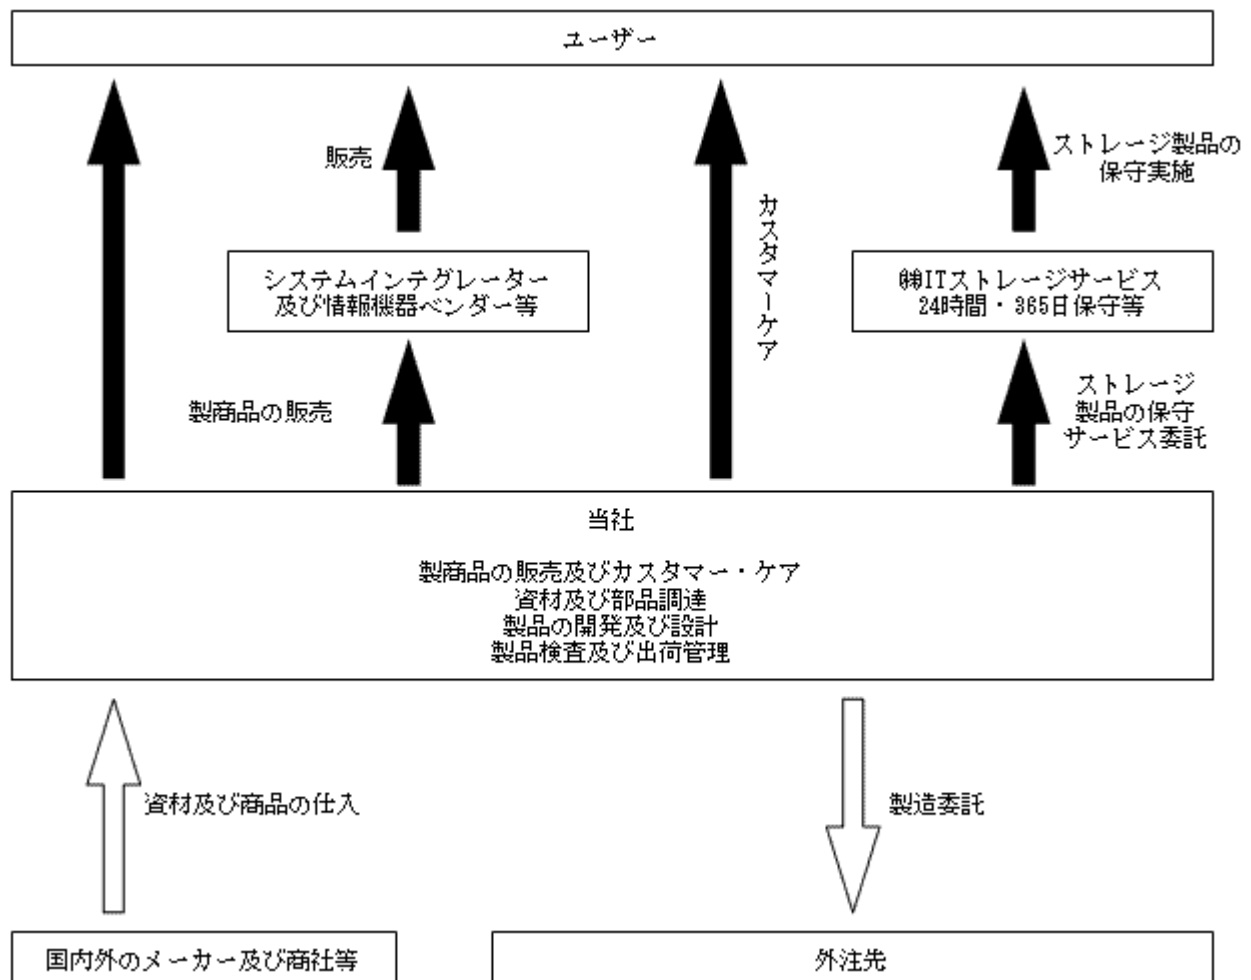 ユーザー
販売
ストレージ製品の
保守実施
カスタマーケア
システムインテグレーター
及び情報機器ベンダー等
㈱ITストレージサービス
24時間・365日保守等
製商品の販売
ストレージ
製品の保守
サービス委託
当社
製商品の販売及びカスタマー・ケア
資材及び部品調達
製品の開発及び設計
製品検査及び出荷管理
資材及び商品の仕入
製造委託
国内外のメーカー及び商社等
外注先